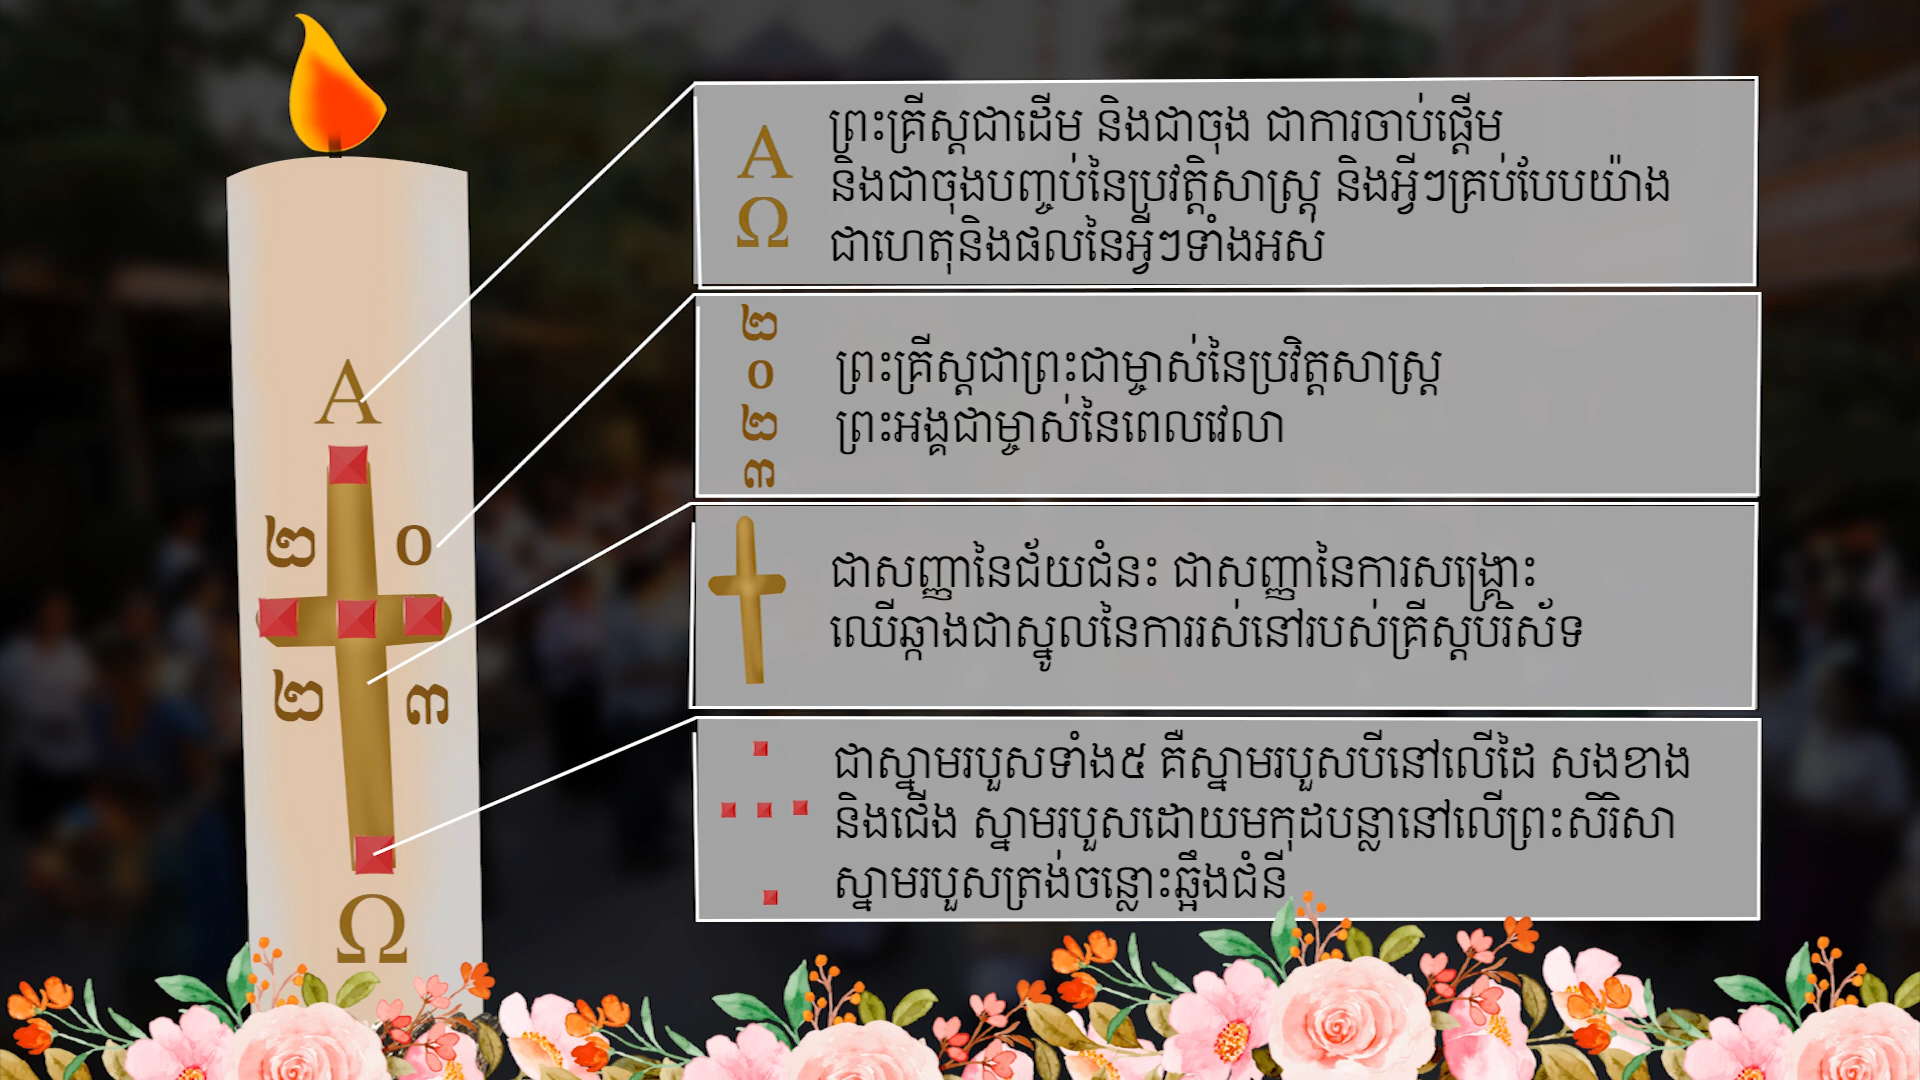 A
២ ០
២ ៣
Ω
A
Ω
ព្រះគ្រីស្តជាដើម និងជាចុង ជាការចាប់ផ្តើម
និងជាចុងបញ្ចប់នៃប្រវត្តិសាស្ត្រ និងអ្វីៗគ្រប់បែបយ៉ាង
ជាហេតុនិងផលនៃអ្វីៗទាំងអស់
២
០
២
៣
ព្រះគ្រីស្តជាព្រះជាម្ចាស់នៃប្រវិត្តសាស្ត្រ
ព្រះអង្គជាម្ចាស់នៃពេលវេលា
ជាសញ្ញានៃជ័យជំនះ ជាសញ្ញានៃការសង្គ្រោះ
ឈើឆ្កាងជាស្នូលនៃការរស់នៅរបស់គ្រីស្តបរិស័ទ
ជាស្នាមរបួសទាំង៥ គឺស្នាមរបួសបីនៅលើដៃ សងខាង
និងជើង ស្នាមរបួសដោយមកុដបន្លានៅលើព្រះសិរិសា
ស្នាមរបួសត្រង់ចន្លោះឆ្អឹងជំនី